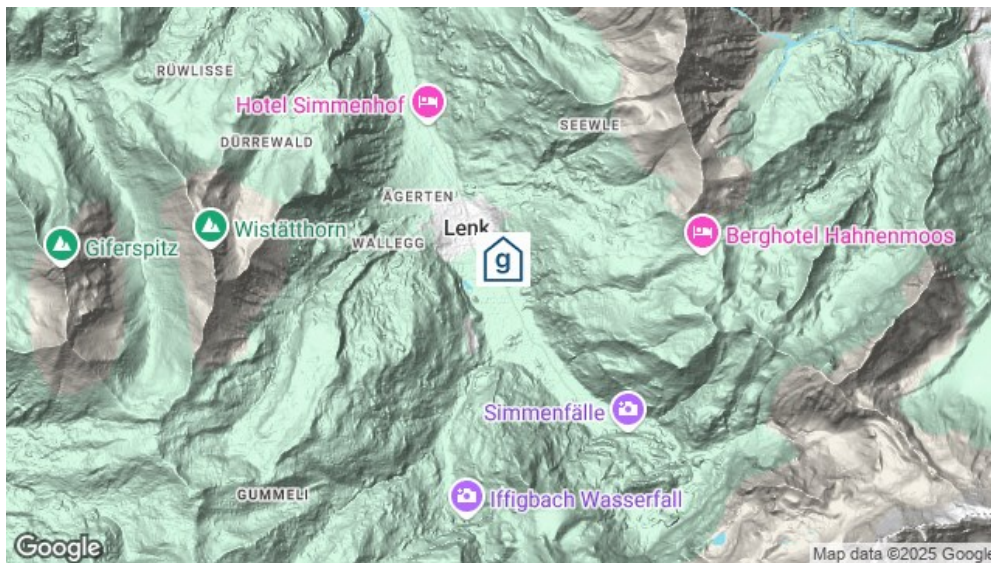 RÜWLISSE
Hotel Simmenhof
SEEWLE
DÜRREWALD
ÄGERTEN
Lenk
Wistätthorn
WALLEGG
Giferspitz
Berghotel Hahnenmoos
g
Simmenfälle
GUMMELI
Iffigbach Wasserfall
Google
Map data ©2025 Google